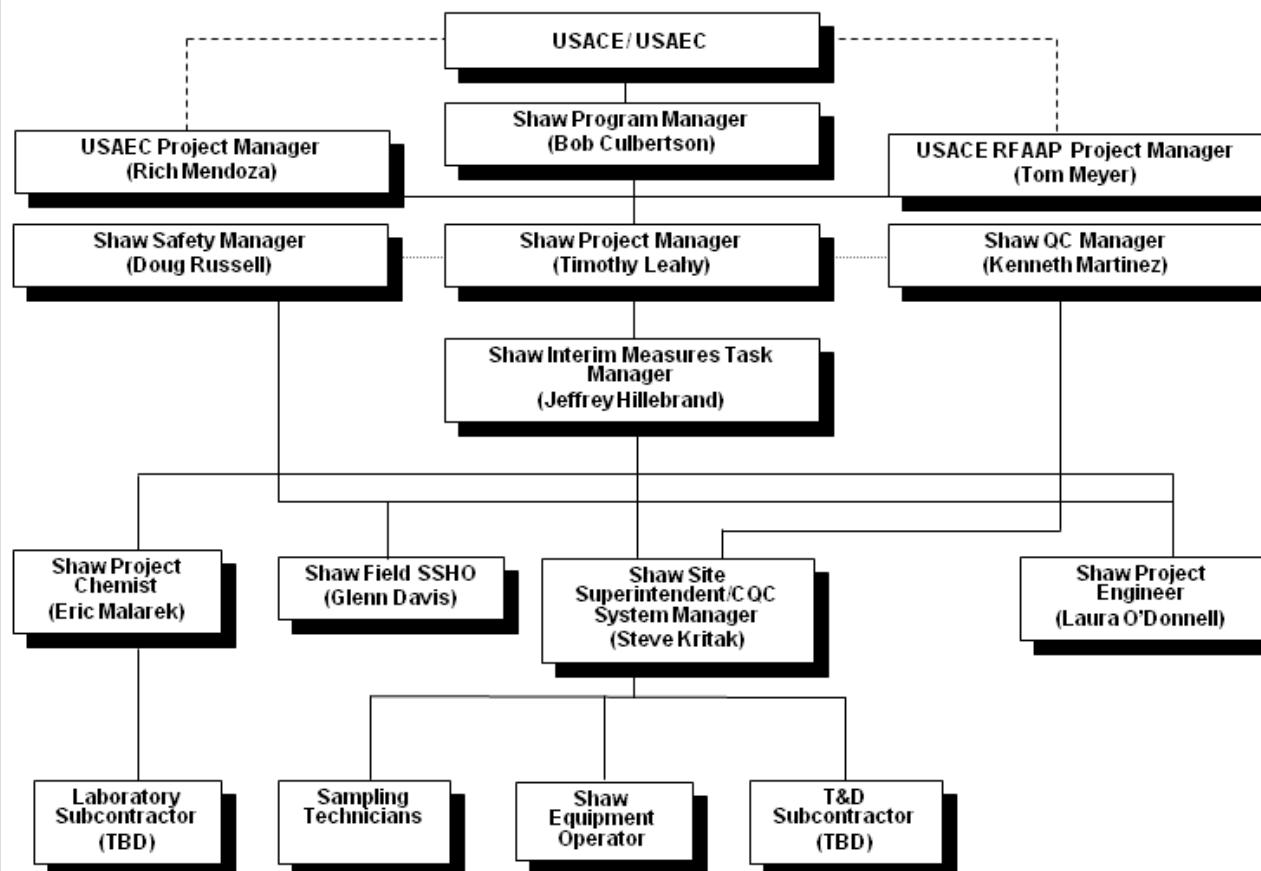 USACE/ USAEC
Shaw Program Manager
(Bob Culbertson)
USAEC Project Manager
(Rich Mendoza)
USACE RFAAP Project Manager
(Tom Meyer)
Shaw Safety Manager
(Doug Russell)
Shaw Project Manager
(Timothy Leahy)
Shaw QC Manager
(Kenneth Martinez)
Shaw Interim Measures Task
Manager
(Jeffrey Hillebrand)
Shaw Project
Chemist
(Eric Malarek)
Shaw Field SSHO
(Glenn Davis)
Shaw Site
Superintendent/CQC
System Manager
(Steve Kritak)
Shaw Project
Engineer
(Laura O'Donnell)
Laboratory
Subcontractor
(TBD)
Sampling
Technicians
Shaw
Equipment
Operator
T&D
Subcontractor
(TBD)